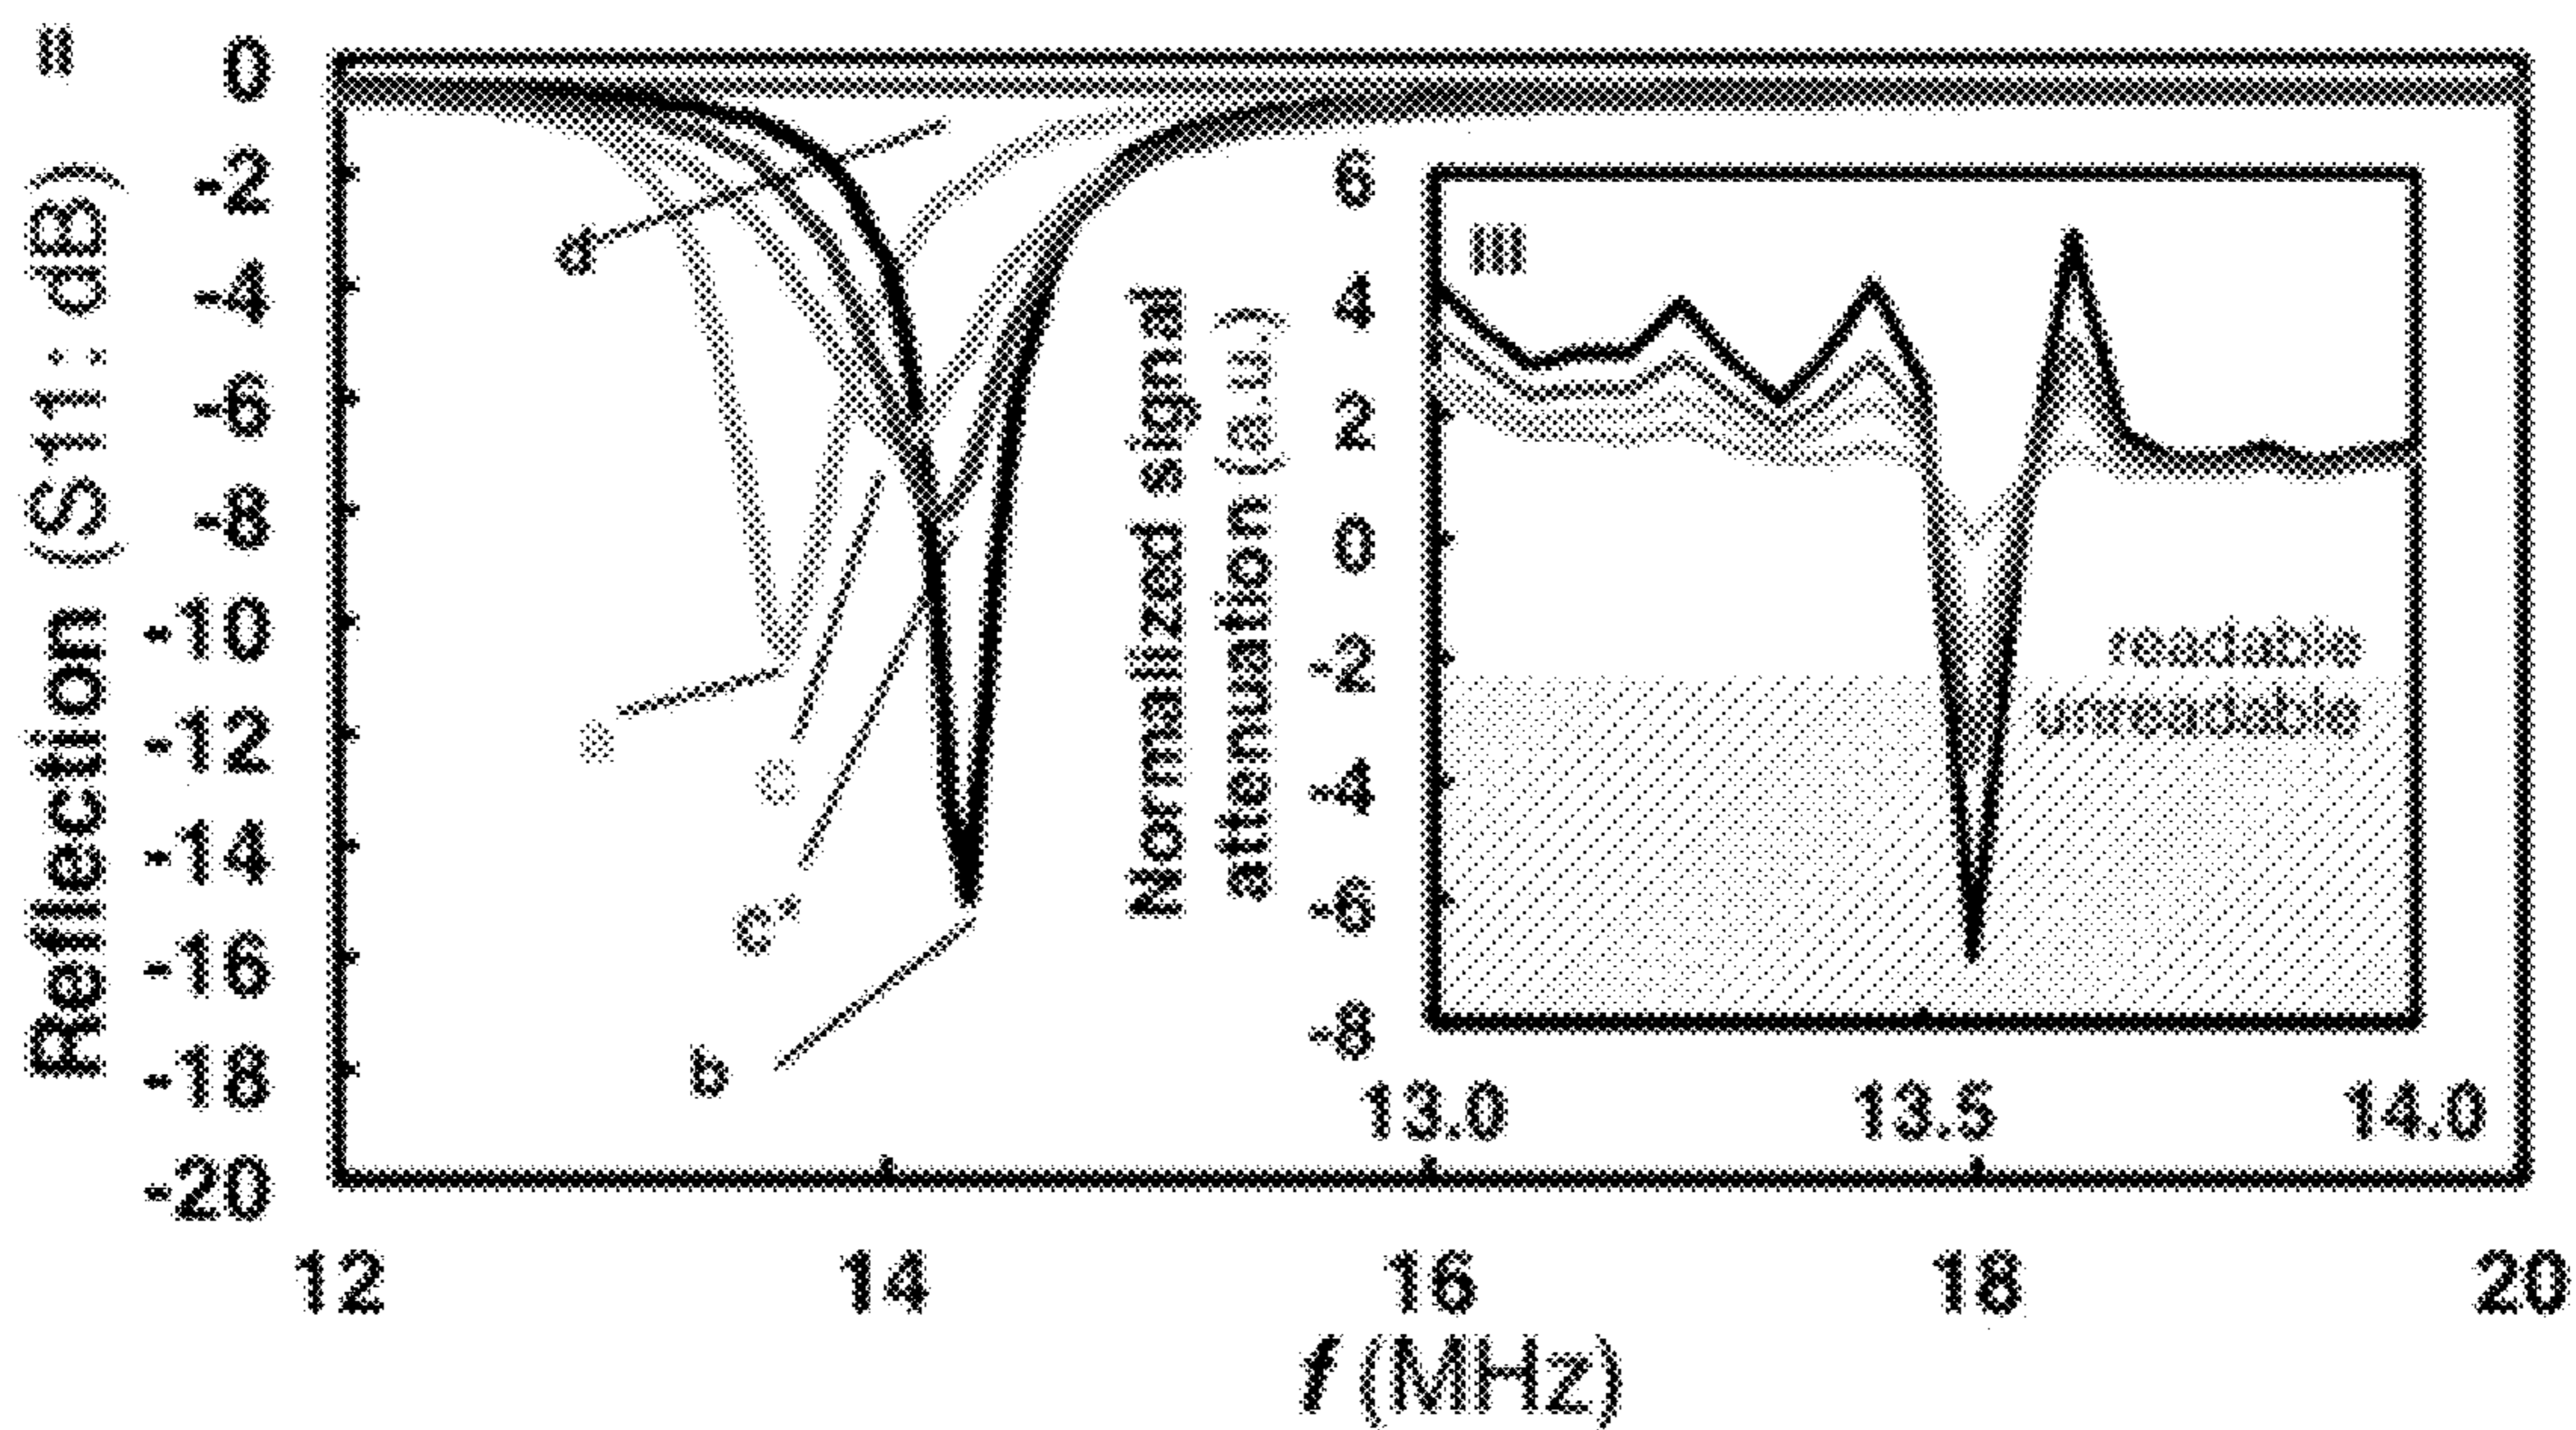 II
Reflection (S11: dB)
0
-2
-4
-6
-8
-10
-12
-14
-16
-18
-20
12
14
16
18
20
f (MHz)
d
a
c
c*
b
III
Normalized signal
attenuation (a.u.)
6
4
2
0
-2
-4
-6
-8
13.0
13.5
14.0
readable
unreadable